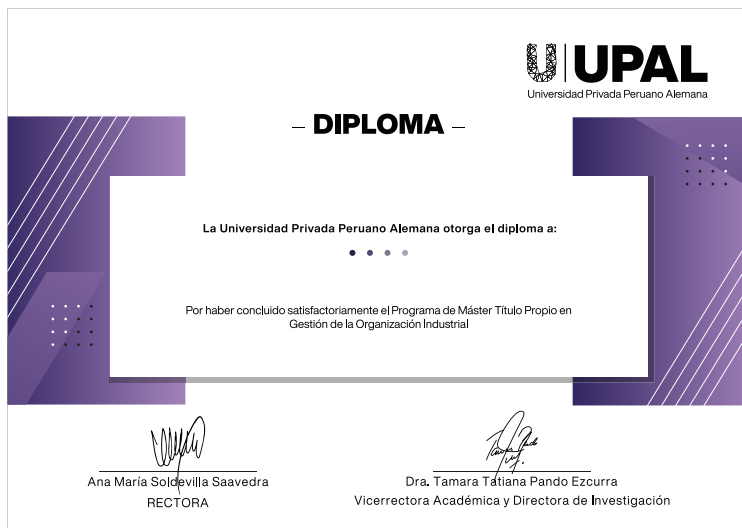 UPAL
Universidad Privada Peruano Alemana
– DIPLOMA –
La Universidad Privada Peruano Alemana otorga el diploma a:
Por haber concluido satisfactoriamente el Programa de Máster Título Propio en
Gestión de la Organización Industrial
Ana María Soldevilla Saavedra
RECTORA
Dra. Tamara Tatiana Pando Ezcurra
Vicerrectora Académica y Directora de Investigación